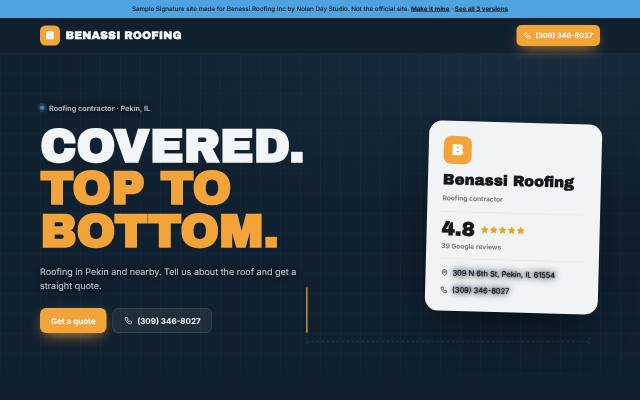 Sample Signature site made for Benassi Roofing Inc by Nolan Day Studio. Not the official site. Make it mine · See all 3 versions
B BENASSI ROOFING
(309) 346-8027
Roofing contractor · Pekin, IL
COVERED.
TOP TO
BOTTOM.
Roofing in Pekin and nearby. Tell us about the roof and get a
straight quote.
Get a quote
(309) 346-8027
B
Benassi Roofing
Roofing contractor
4.8 ★★★★★
39 Google reviews
309 N 6th St, Pekin, IL 61554
(309) 346-8027